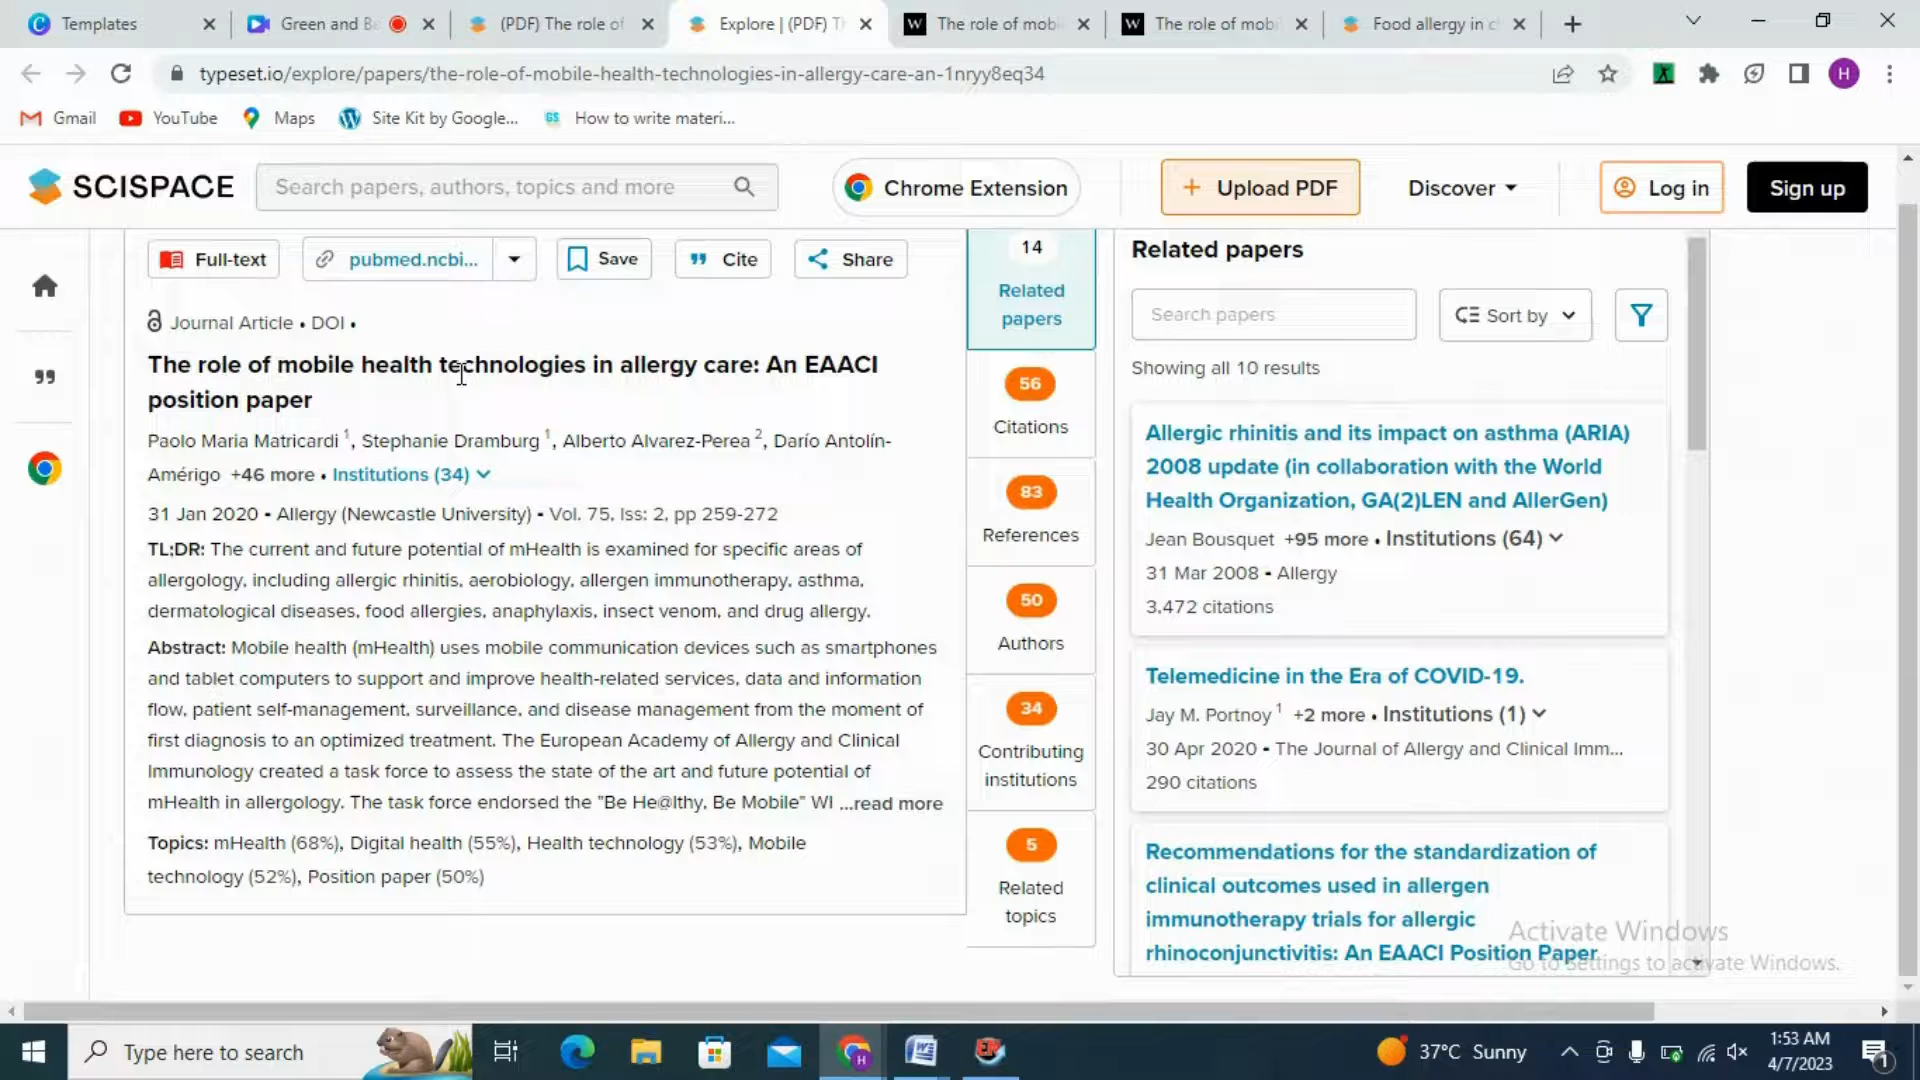 Templates
Green and B
(PDF) The role of
Explore | (PDF) T
The role of mobi
The role of mobi
Food allergy in c
typeset.io/explore/papers/the-role-of-mobile-health-technologies-in-allergy-care-an-1nryy8eq34
H
Gmail
YouTube
Maps
Site Kit by Google...
GS
How to write materi...
SCISPACE
Search papers, authors, topics and more
Chrome Extension
+ Upload PDF
Discover
Log in
Sign up
Full-text
pubmed.ncbi...
Save
Cite
Share
Journal Article • DOI •
The role of mobile health technologies in allergy care: An EAACI
position paper
Paolo Maria Matricardi 1, Stephanie Dramburg 1, Alberto Alvarez-Perea 2, Darío Antolín-
Amérigo +46 more • Institutions (34)
31 Jan 2020 - Allergy (Newcastle University) - Vol. 75, Iss: 2, pp 259-272
TL;DR: The current and future potential of mHealth is examined for specific areas of
allergology, including allergic rhinitis, aerobiology, allergen immunotherapy, asthma,
dermatological diseases, food allergies, anaphylaxis, insect venom, and drug allergy.
Abstract: Mobile health (mHealth) uses mobile communication devices such as smartphones
and tablet computers to support and improve health-related services, data and information
flow, patient self-management, surveillance, and disease management from the moment of
first diagnosis to an optimized treatment. The European Academy of Allergy and Clinical
Immunology created a task force to assess the state of the art and future potential of
mHealth in allergology. The task force endorsed the "Be He@lthy, Be Mobile" WI ...read more
Topics: mHealth (68%), Digital health (55%), Health technology (53%), Mobile
technology (52%), Position paper (50%)
14
Related
papers
56
Citations
83
References
50
Authors
34
Contributing
institutions
5
Related
topics
Related papers
Search papers
Sort by
Showing all 10 results
Allergic rhinitis and its impact on asthma (ARIA)
2008 update (in collaboration with the World
Health Organization, GA(2)LEN and AllerGen)
Jean Bousquet +95 more • Institutions (64)
31 Mar 2008 - Allergy
3,472 citations
Telemedicine in the Era of COVID-19.
Jay M. Portnoy 1 +2 more • Institutions (1)
30 Apr 2020 - The Journal of Allergy and Clinical Imm...
290 citations
Recommendations for the standardization of
clinical outcomes used in allergen
immunotherapy trials for allergic
rhinoconjunctivitis: An EAACI Position Paper
Activate Windows
Go to Settings to activate Windows.
Type here to search
37°C Sunny
1:53 AM
4/7/2023
1